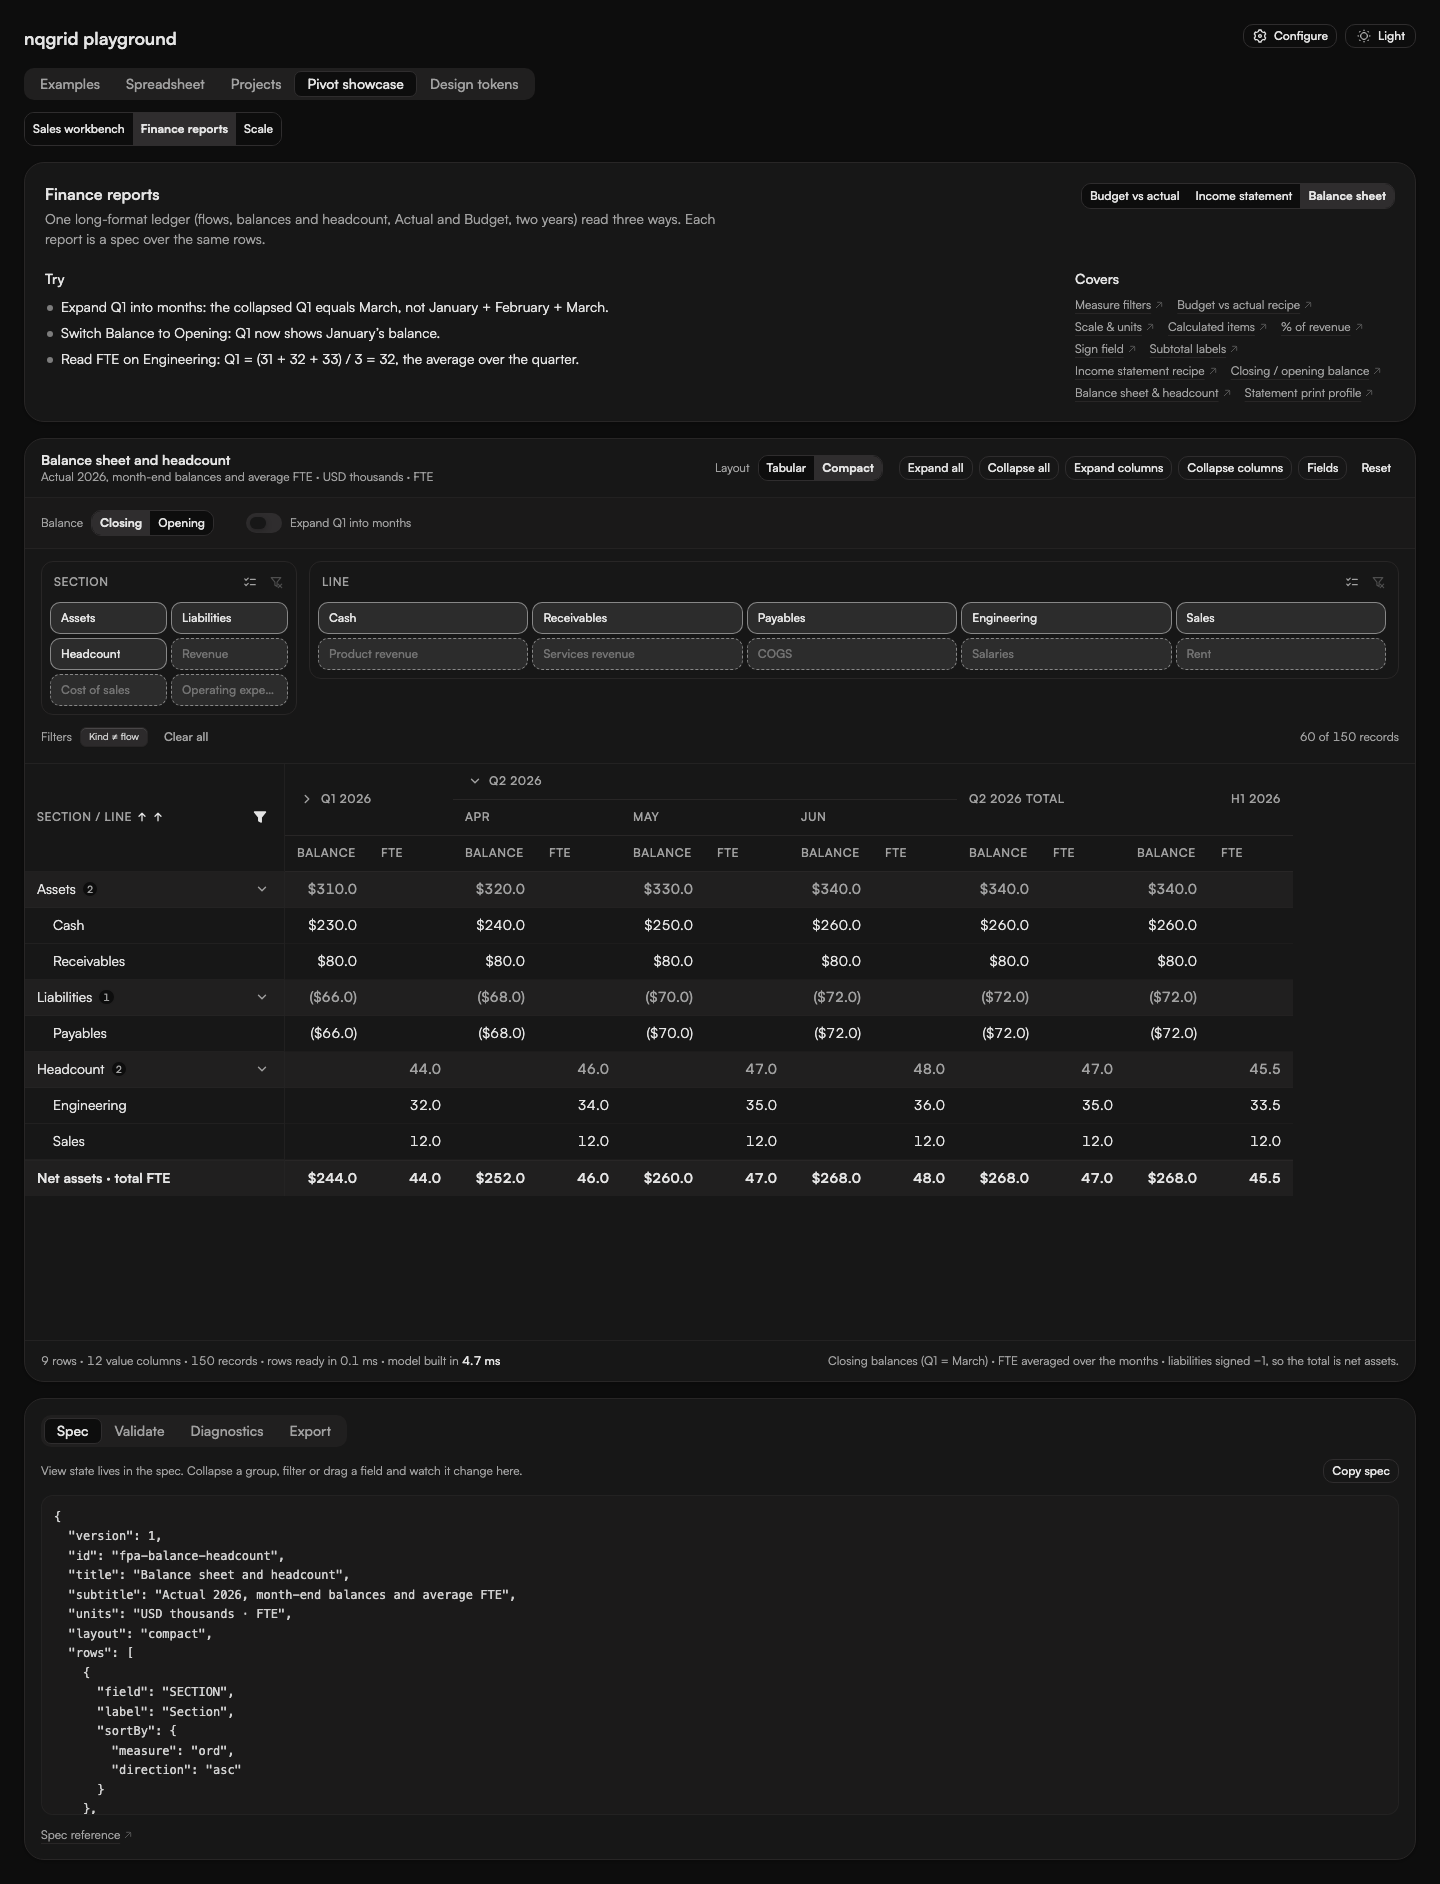 nqgrid playground
Configure
Light
Examples Spreadsheet Projects Pivot showcase Design tokens
Sales workbench Finance reports Scale
Finance reports
Budget vs actual Income statement Balance sheet
One long-format ledger (flows, balances and headcount, Actual and Budget, two years) read three ways. Each
report is a spec over the same rows.
Try
Expand Q1 into months: the collapsed Q1 equals March, not January + February + March.
Switch Balance to Opening: Q1 now shows January's balance.
Read FTE on Engineering: Q1 = (31 + 32 + 33) / 3 = 32, the average over the quarter.
Covers
Measure filters ↗ Budget vs actual recipe ↗
Scale & units ↗ Calculated items ↗ % of revenue ↗
Sign field ↗ Subtotal labels ↗
Income statement recipe ↗ Closing / opening balance ↗
Balance sheet & headcount ↗ Statement print profile ↗
Balance sheet and headcount
Actual 2026, month-end balances and average FTE · USD thousands · FTE
Layout Tabular Compact Expand all Collapse all Expand columns Collapse columns Fields Reset
Balance Closing Opening Expand Q1 into months
SECTION
Assets Liabilities
Headcount Revenue
Cost of sales Operating expe...
LINE
Cash Receivables Payables Engineering Sales
Product revenue Services revenue COGS Salaries Rent
Filters Kind ≠ flow Clear all 60 of 150 records
Q2 2026
Q1 2026 Q2 2026 TOTAL H1 2026
SECTION / LINE ↑ ↑ APR MAY JUN
BALANCE FTE BALANCE FTE BALANCE FTE BALANCE FTE BALANCE FTE BALANCE FTE
Assets 2 $310.0 $320.0 $330.0 $340.0 $340.0 $340.0
Cash $230.0 $240.0 $250.0 $260.0 $260.0 $260.0
Receivables $80.0 $80.0 $80.0 $80.0 $80.0 $80.0
Liabilities 1 ($66.0) ($68.0) ($70.0) ($72.0) ($72.0) ($72.0)
Payables ($66.0) ($68.0) ($70.0) ($72.0) ($72.0) ($72.0)
Headcount 2 44.0 46.0 47.0 48.0 47.0 45.5
Engineering 32.0 34.0 35.0 36.0 35.0 33.5
Sales 12.0 12.0 12.0 12.0 12.0 12.0
Net assets · total FTE $244.0 44.0 $252.0 46.0 $260.0 47.0 $268.0 48.0 $268.0 47.0 $268.0 45.5
9 rows · 12 value columns · 150 records · rows ready in 0.1 ms · model built in 4.7 ms
Closing balances (Q1 = March) · FTE averaged over the months · liabilities signed −1, so the total is net assets.
Spec Validate Diagnostics Export
View state lives in the spec. Collapse a group, filter or drag a field and watch it change here.
Copy spec
{
"version": 1,
"id": "fpa-balance-headcount",
"title": "Balance sheet and headcount",
"subtitle": "Actual 2026, month-end balances and average FTE",
"units": "USD thousands · FTE",
"layout": "compact",
"rows": [
{
"field": "SECTION",
"label": "Section",
"sortBy": {
"measure": "ord",
"direction": "asc"
}
},
Spec reference ↗